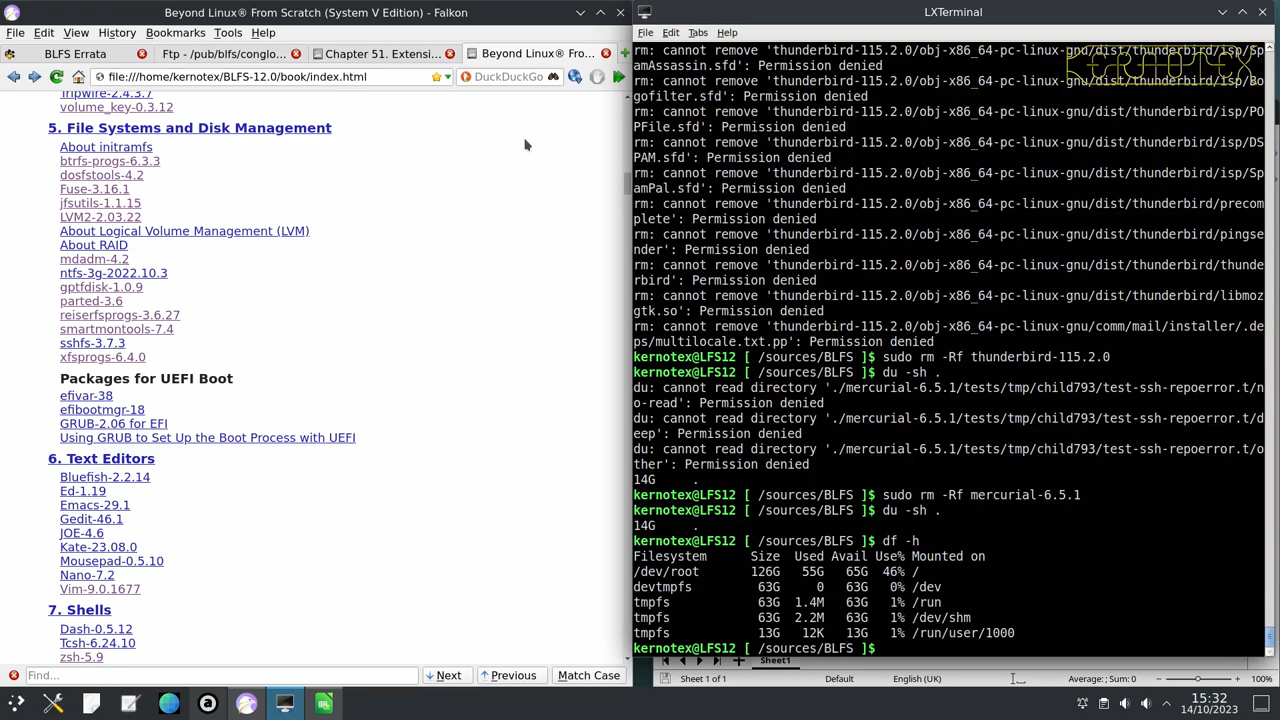 Beyond Linux® From Scratch (System V Edition) - Falkon
File Edit View History Bookmarks Tools Help
BLFS Errata
Ftp - /pub/blfs/conglo...
Chapter 51. Extensi...
Beyond Linux® Fro...
file:///home/kernotex/BLFS-12.0/book/index.html
DuckDuckGo
Tripwire-2.4.3.7
volume_key-0.3.12
5. File Systems and Disk Management
About initramfs
btrfs-progs-6.3.3
dosfstools-4.2
Fuse-3.16.1
jfsutils-1.1.15
LVM2-2.03.22
About Logical Volume Management (LVM)
About RAID
mdadm-4.2
ntfs-3g-2022.10.3
gptfdisk-1.0.9
parted-3.6
reiserfsprogs-3.6.27
smartmontools-7.4
sshfs-3.7.3
xfsprogs-6.4.0
Packages for UEFI Boot
efivar-38
efibootmgr-18
GRUB-2.06 for EFI
Using GRUB to Set Up the Boot Process with UEFI
6. Text Editors
Bluefish-2.2.14
Ed-1.19
Emacs-29.1
Gedit-46.1
JOE-4.6
Kate-23.08.0
Mousepad-0.5.10
Nano-7.2
Vim-9.0.1677
7. Shells
Dash-0.5.12
Tcsh-6.24.10
zsh-5.9
Find...
Next
Previous
Match Case
LXTerminal
File Edit Tabs Help
rm: cannot remove 'thunderbird-115.2.0/obj-x86_64-pc-linux-gnu/dist/thunderbird/isp/Sp
amAssassin.sfd': Permission denied
rm: cannot remove 'thunderbird-115.2.0/obj-x86_64-pc-linux-gnu/dist/thunderbird/isp/Bo
gofilter.sfd': Permission denied
rm: cannot remove 'thunderbird-115.2.0/obj-x86_64-pc-linux-gnu/dist/thunderbird/isp/PO
PFile.sfd': Permission denied
rm: cannot remove 'thunderbird-115.2.0/obj-x86_64-pc-linux-gnu/dist/thunderbird/isp/DS
PAM.sfd': Permission denied
rm: cannot remove 'thunderbird-115.2.0/obj-x86_64-pc-linux-gnu/dist/thunderbird/isp/Sp
amPal.sfd': Permission denied
rm: cannot remove 'thunderbird-115.2.0/obj-x86_64-pc-linux-gnu/dist/thunderbird/precom
plete': Permission denied
rm: cannot remove 'thunderbird-115.2.0/obj-x86_64-pc-linux-gnu/dist/thunderbird/pingse
nder': Permission denied
rm: cannot remove 'thunderbird-115.2.0/obj-x86_64-pc-linux-gnu/dist/thunderbird/thunde
rbird': Permission denied
rm: cannot remove 'thunderbird-115.2.0/obj-x86_64-pc-linux-gnu/dist/thunderbird/libmoz
gtk.so': Permission denied
rm: cannot remove 'thunderbird-115.2.0/obj-x86_64-pc-linux-gnu/comm/mail/installer/.de
ps/multilocale.txt.pp': Permission denied
kernotex@LFS12 [ /sources/BLFS ]$ sudo rm -Rf thunderbird-115.2.0
kernotex@LFS12 [ /sources/BLFS ]$ du -sh .
du: cannot read directory './mercurial-6.5.1/tests/tmp/child793/test-ssh-repoerror.t/n
o-read': Permission denied
du: cannot read directory './mercurial-6.5.1/tests/tmp/child793/test-ssh-repoerror.t/d
eep': Permission denied
du: cannot read directory './mercurial-6.5.1/tests/tmp/child793/test-ssh-repoerror.t/o
ther': Permission denied
14G .
kernotex@LFS12 [ /sources/BLFS ]$ sudo rm -Rf mercurial-6.5.1
kernotex@LFS12 [ /sources/BLFS ]$ du -sh .
14G .
kernotex@LFS12 [ /sources/BLFS ]$ df -h
Filesystem Size Used Avail Use% Mounted on
/dev/root 126G 55G 65G 46% /
devtmpfs 63G 0 63G 0% /dev
tmpfs 63G 1.4M 63G 1% /run
tmpfs 63G 2.2M 63G 1% /dev/shm
tmpfs 13G 12K 13G 1% /run/user/1000
kernotex@LFS12 [ /sources/BLFS ]$
KERNOTEX
Sheet1
Sheet 1 of 1 Default English (UK) Average: ; Sum: 0 100%
15:32
14/10/2023